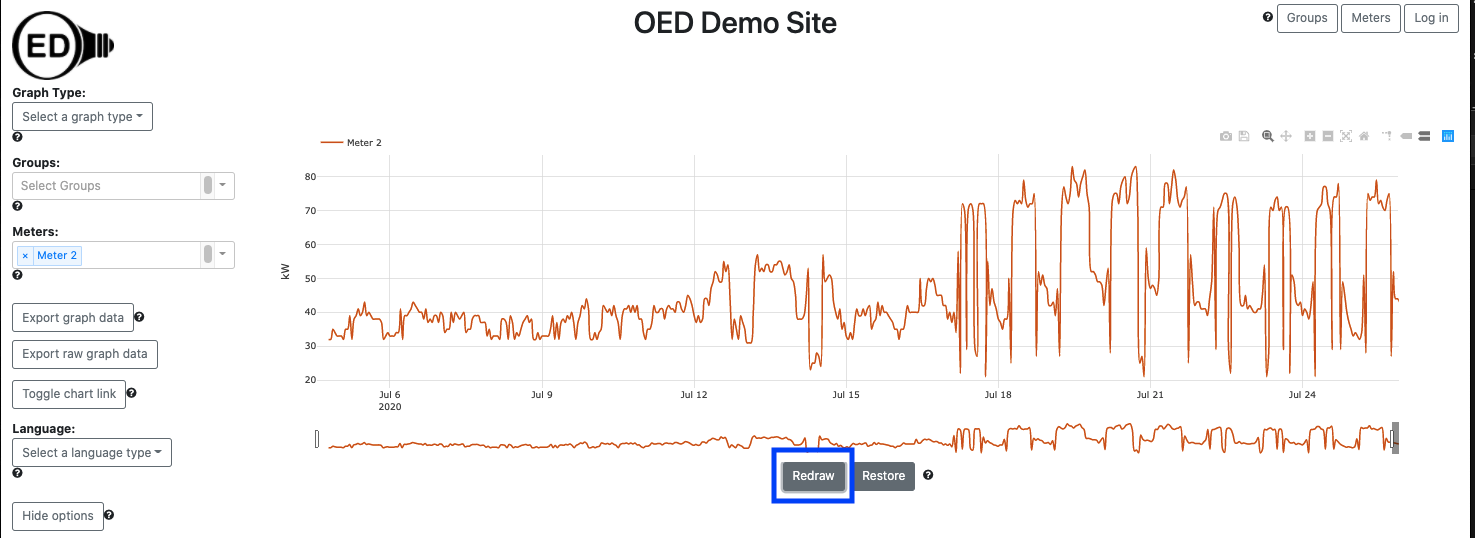 OED Demo Site
? Groups Meters Log in
ED
Graph Type:
Select a graph type
?
Groups:
Select Groups
?
Meters:
× Meter 2
?
Export graph data ?
Export raw graph data
Toggle chart link ?
Language:
Select a language type
?
Hide options ?
Meter 2
kW
80
70
60
50
40
30
20
Jul 6 Jul 9 Jul 12 Jul 15 Jul 18 Jul 21 Jul 24
2020
Redraw Restore ?